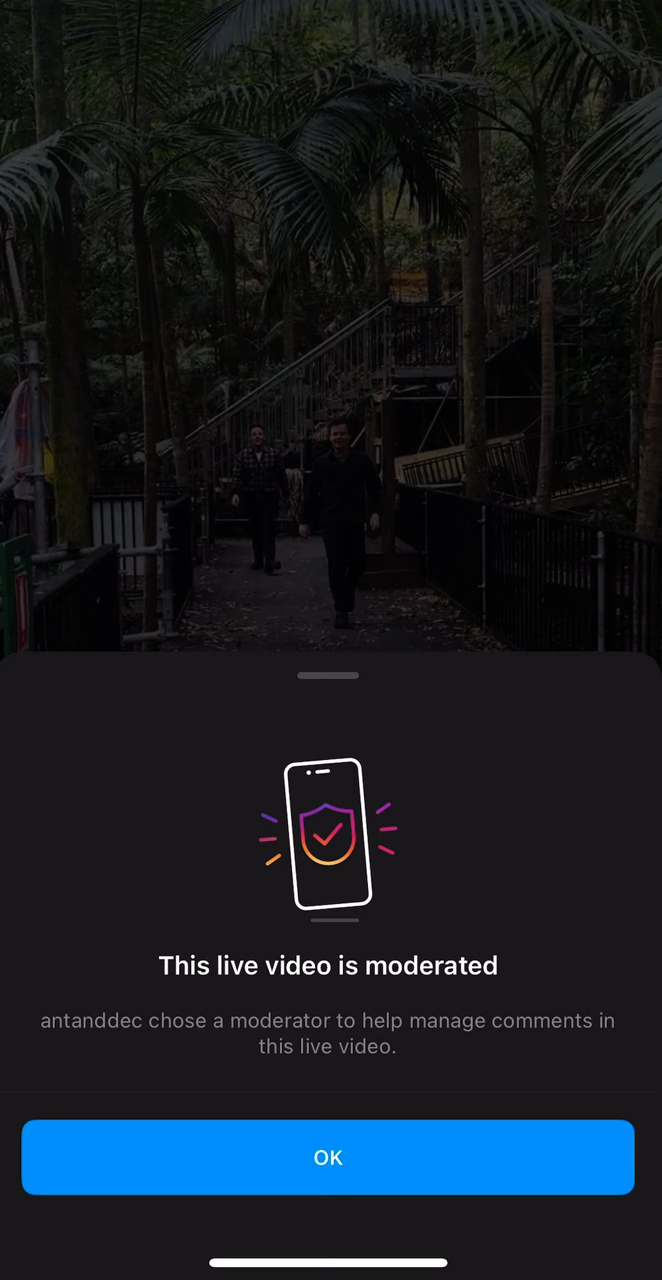 This live video is moderated
antanddec chose a moderator to help manage comments in
this live video.
OK